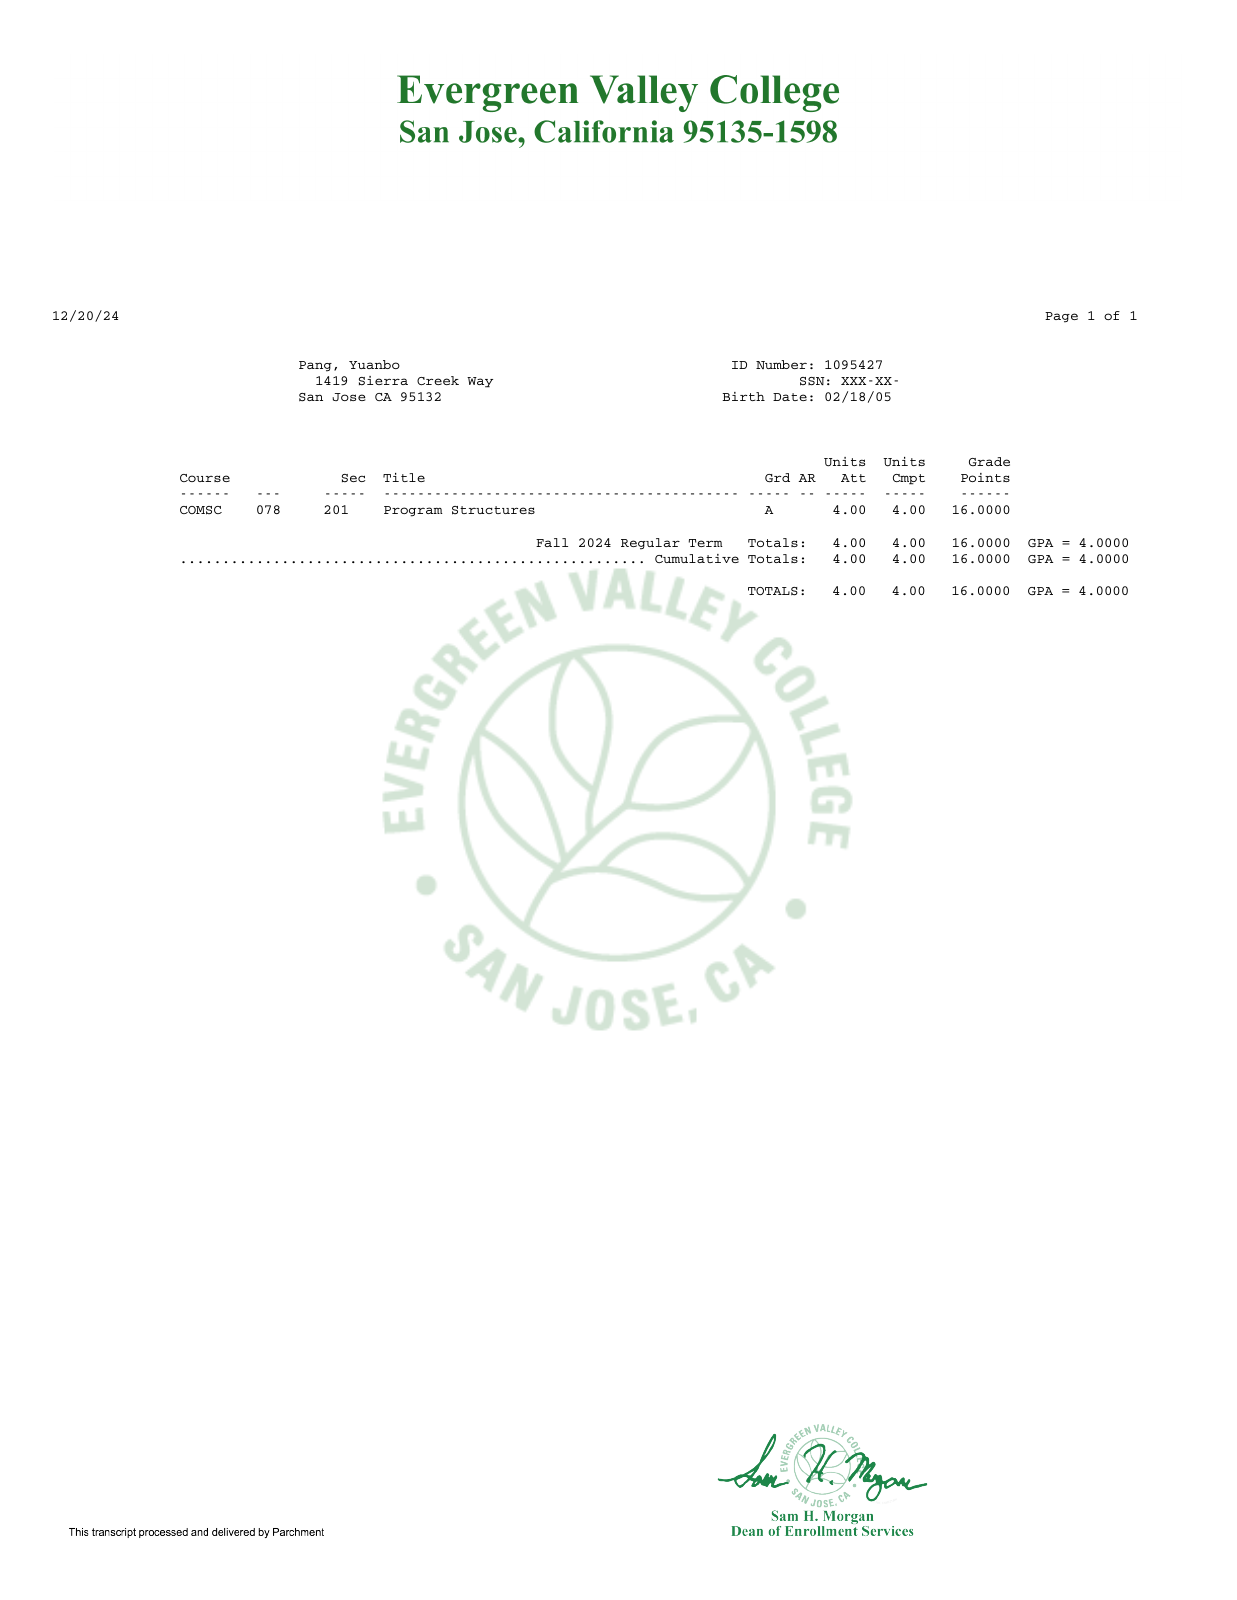 Evergreen Valley College
San Jose, California 95135-1598
12/20/24 Page 1 of 1
Pang, Yuanbo ID Number: 1095427
1419 Sierra Creek Way SSN: XXX-XX-
San Jose CA 95132 Birth Date: 02/18/05
Units Units Grade
Course Sec Title Grd AR Att Cmpt Points
------ --- ----- ------------------------------------------ ----- -- ----- ----- ------
COMSC 078 201 Program Structures A 4.00 4.00 16.0000
Fall 2024 Regular Term Totals: 4.00 4.00 16.0000 GPA = 4.0000
....................................................... Cumulative Totals: 4.00 4.00 16.0000 GPA = 4.0000
TOTALS: 4.00 4.00 16.0000 GPA = 4.0000
EVERGREEN VALLEY COLLEGE
• SAN JOSE, CA •
EVERGREEN VALLEY COLLEGE
• SAN JOSE, CA •
Sam H. Morgan
Sam H. Morgan
Dean of Enrollment Services
This transcript processed and delivered by Parchment